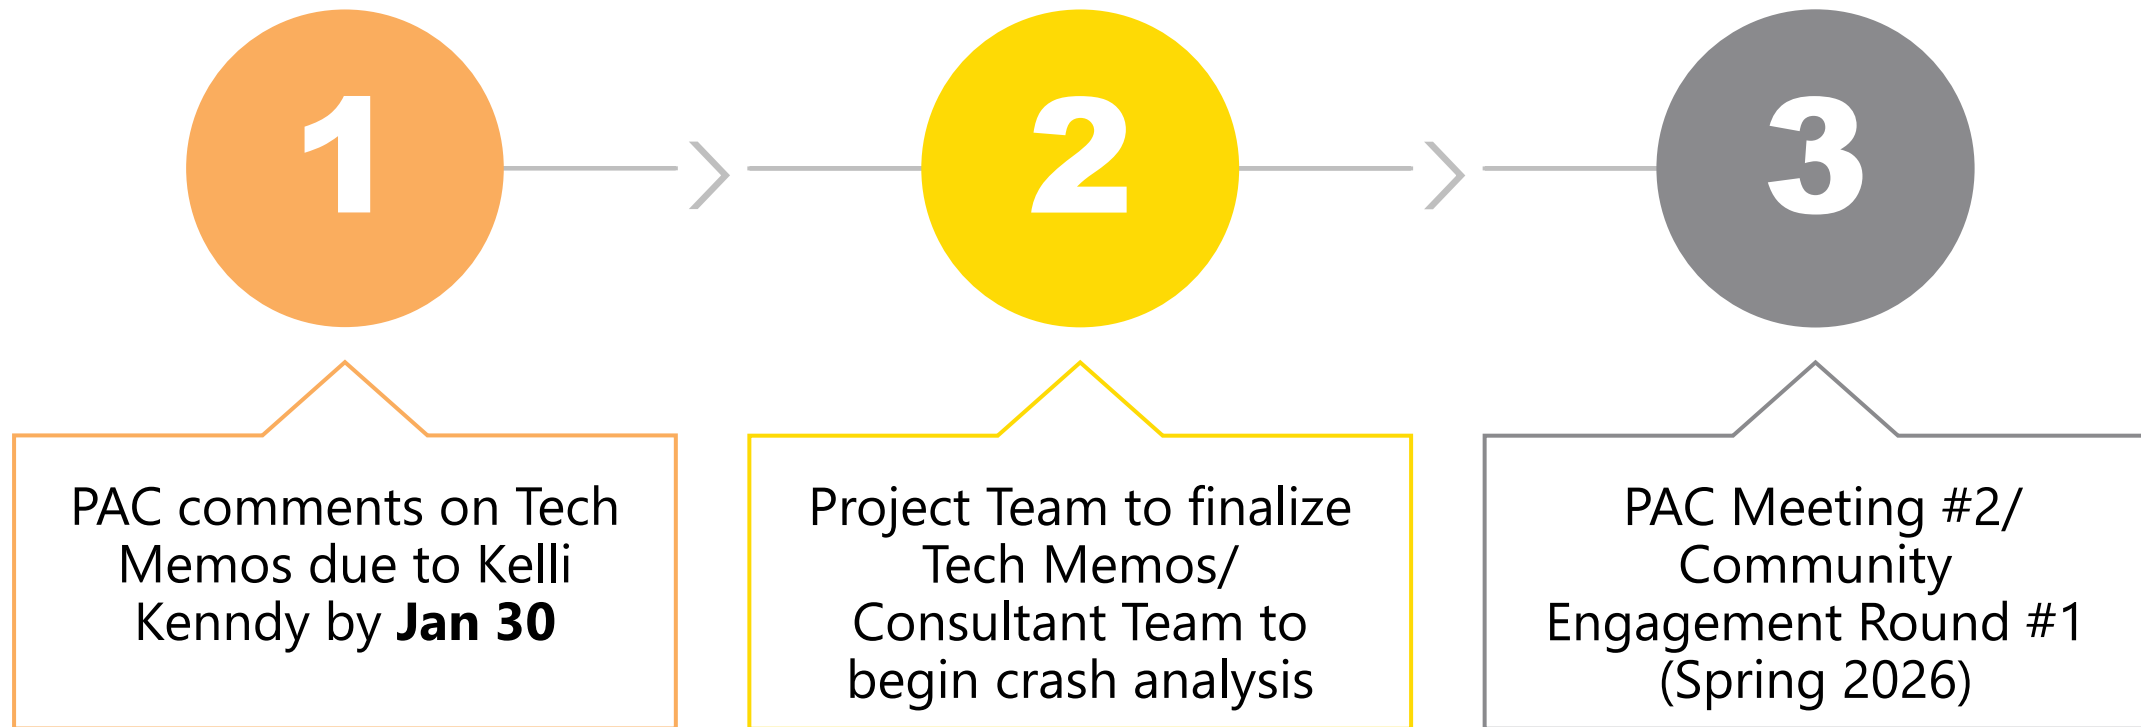 1
PAC comments on Tech
Memos due to Kelli
Kenndy by Jan 30
2
Project Team to finalize
Tech Memos/
Consultant Team to
begin crash analysis
3
PAC Meeting #2/
Community
Engagement Round #1
(Spring 2026)